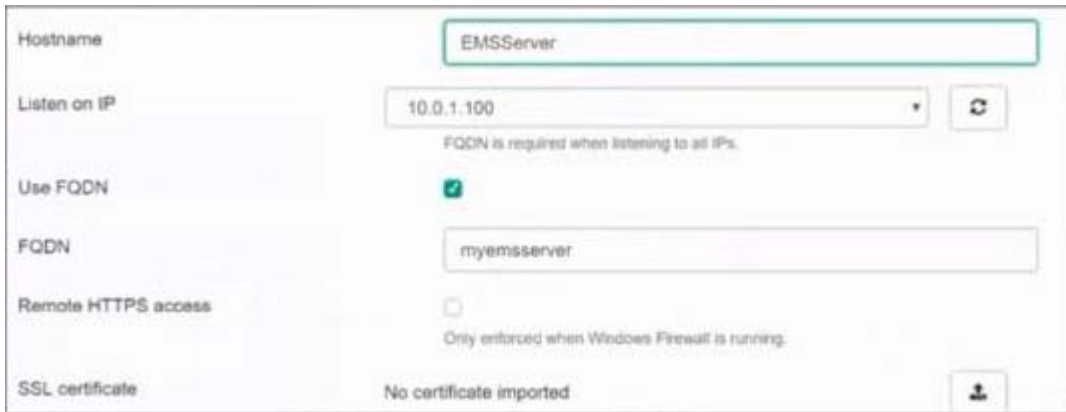 Hostname
EMSServer
Listen on IP
10.0.1.100
FQDN is required when listening to all IPs.
Use FQDN
FQDN
myemsserver
Remote HTTPS access
Only enforced when Windows Firewall is running.
SSL certificate
No certificate imported